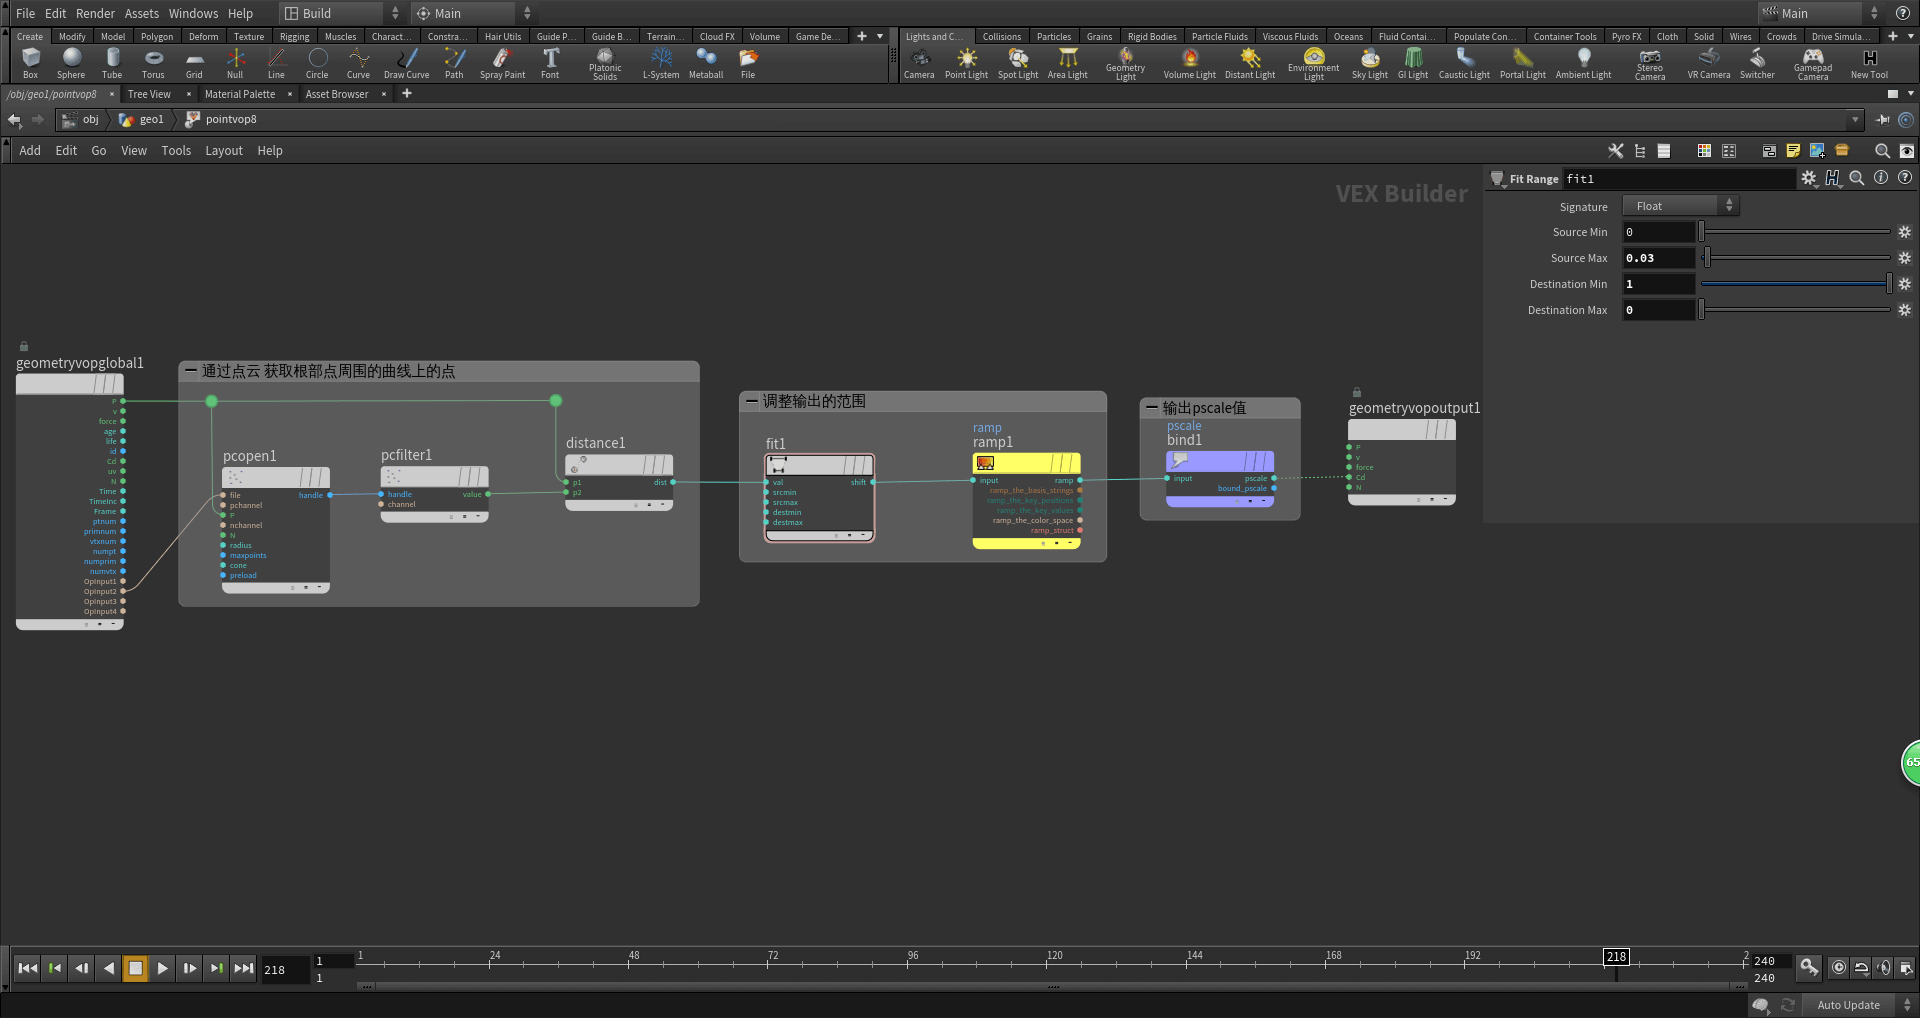 File Edit Render Assets Windows Help Build Main Main
Create Modify Model Polygon Deform Texture Rigging Muscles Charact... Constra... Hair Utils Guide P... Guide B... Terrain... Cloud FX Volume Game De... Lights and C... Collisions Particles Grains Rigid Bodies Particle Fluids Viscous Fluids Oceans Fluid Contai... Populate Con... Container Tools Pyro FX Cloth Solid Wires Crowds Drive Simula...
Box Sphere Tube Torus Grid Null Line Circle Curve Draw Curve Path Spray Paint Font Platonic Solids L-System Metaball File Camera Point Light Spot Light Area Light Geometry Light Volume Light Distant Light Environment Light Sky Light GI Light Caustic Light Portal Light Ambient Light Stereo Camera VR Camera Switcher Gamepad Camera New Tool
/obj/geo1/pointvop8 Tree View Material Palette Asset Browser
obj geo1 pointvop8
Add Edit Go View Tools Layout Help
VEX Builder
Fit Range fit1
Signature Float
Source Min 0
Source Max 0.03
Destination Min 1
Destination Max 0
geometryvopglobal1
P
v
force
age
life
id
Cd
uv
N
Time
TimeInc
Frame
ptnum
primnum
vtxnum
numpt
numprim
numvtx
OpInput1
OpInput2
OpInput3
OpInput4
通过点云 获取根部点周围的曲线上的点
pcopen1
file handle
pchannel
P
nchannel
N
radius
maxpoints
cone
preload
pcfilter1
handle value
channel
distance1
p1 dist
p2
调整输出的范围
fit1
val shift
srcmin
srcmax
destmin
destmax
ramp
ramp1
input ramp
ramp_the_basis_strings
ramp_the_key_positions
ramp_the_key_values
ramp_the_color_space
ramp_struct
输出pscale值
pscale
bind1
input pscale
bound_pscale
geometryvopoutput1
P
v
force
Cd
N
65
218 1 1 24 48 72 96 120 144 168 192 218 2 240
1 240
Auto Update